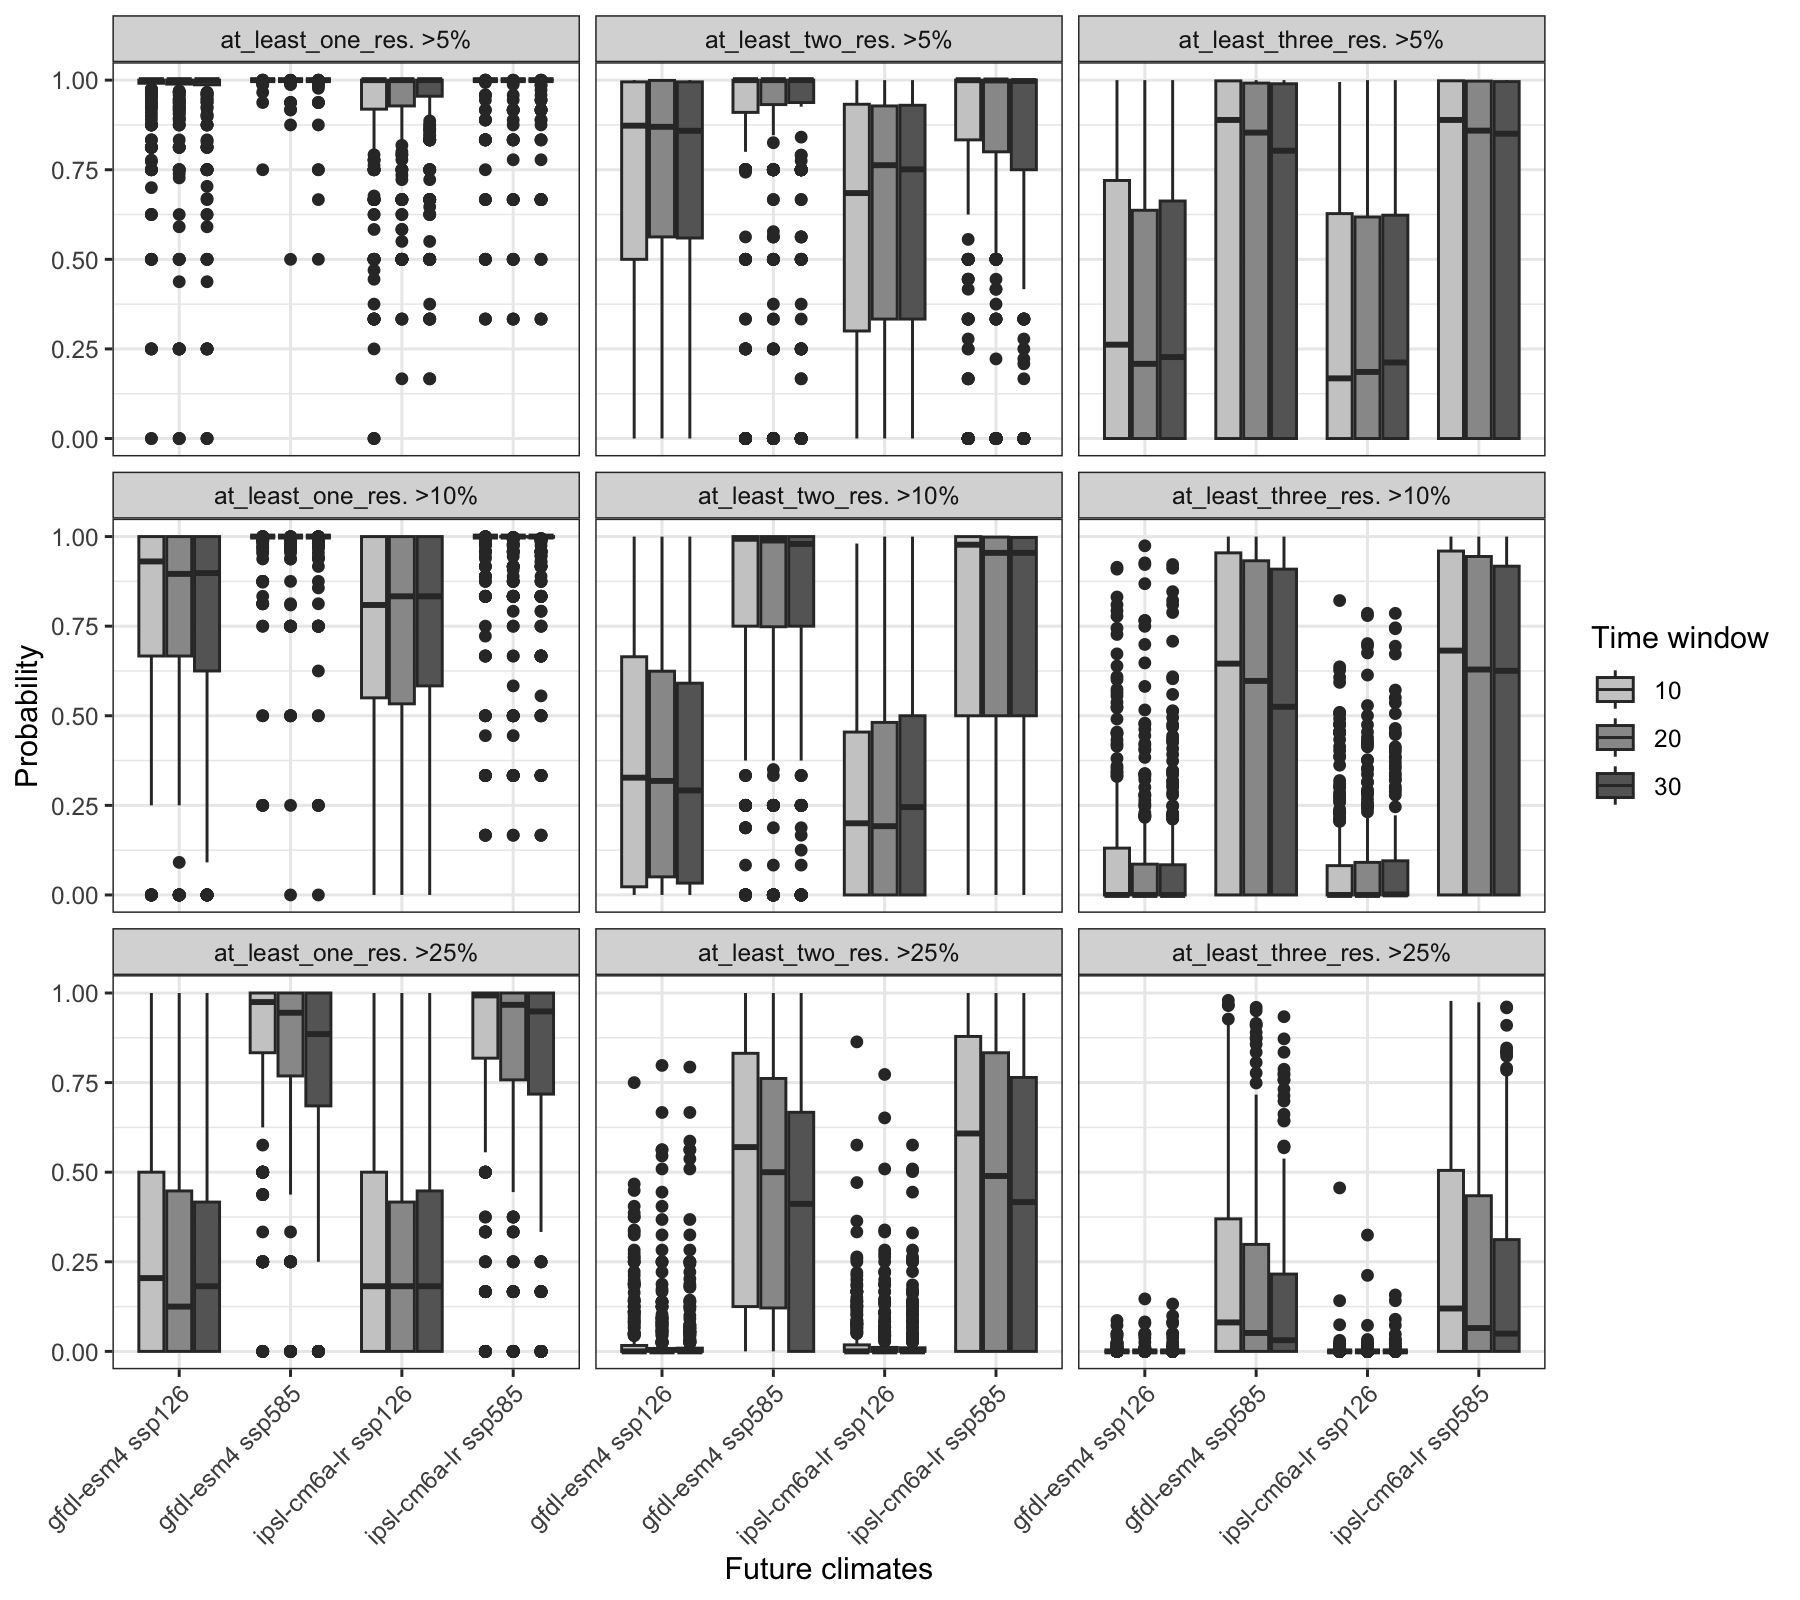 at_least_one_res. >5%
at_least_two_res. >5%
at_least_three_res. >5%
1.00
0.75
0.50
0.25
0.00
at_least_one_res. >10%
at_least_two_res. >10%
at_least_three_res. >10%
1.00
0.75
0.50
0.25
0.00
at_least_one_res. >25%
at_least_two_res. >25%
at_least_three_res. >25%
1.00
0.75
0.50
0.25
0.00
Probability
gfdl-esm4 ssp126
gfdl-esm4 ssp585
ipsl-cm6a-lr ssp126
ipsl-cm6a-lr ssp585
gfdl-esm4 ssp126
gfdl-esm4 ssp585
ipsl-cm6a-lr ssp126
ipsl-cm6a-lr ssp585
gfdl-esm4 ssp126
gfdl-esm4 ssp585
ipsl-cm6a-lr ssp126
ipsl-cm6a-lr ssp585
Future climates
Time window
10
20
30